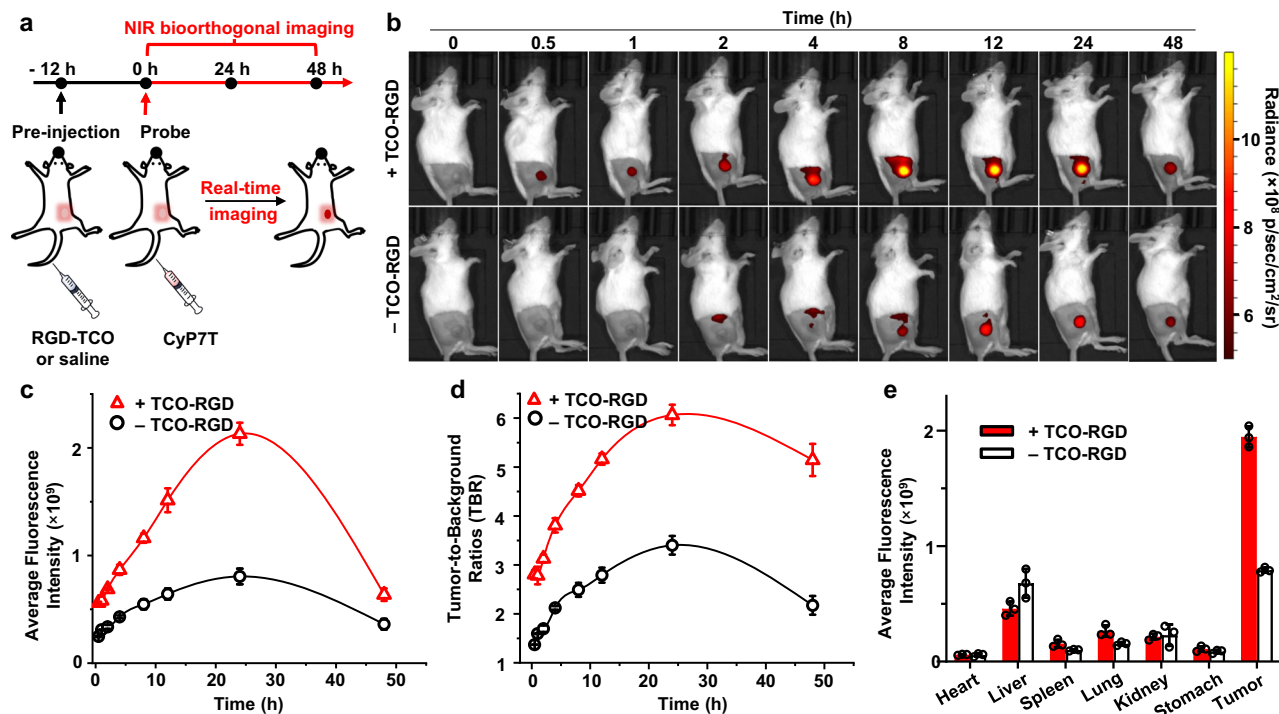 a
NIR bioorthogonal imaging
- 12 h
0 h
24 h
48 h
Pre-injection
Probe
Real-time
imaging
RGD-TCO
or saline
CyP7T
b
Time (h)
0 0.5 1 2 4 8 12 24 48
+ TCO-RGD
– TCO-RGD
10
8
6
Radiance (×10⁸ p/sec/cm²/sr)
c
+ TCO-RGD
– TCO-RGD
Average Fluorescence
Intensity (×10⁹)
2
1
0
0 10 20 30 40 50
Time (h)
d
+ TCO-RGD
– TCO-RGD
Tumor-to-Background
Ratios (TBR)
6
5
4
3
2
1
0 10 20 30 40 50
Time (h)
e
+ TCO-RGD
– TCO-RGD
Average Fluorescence
Intensity (×10⁹)
2
1
0
Heart
Liver
Spleen
Lung
Kidney
Stomach
Tumor